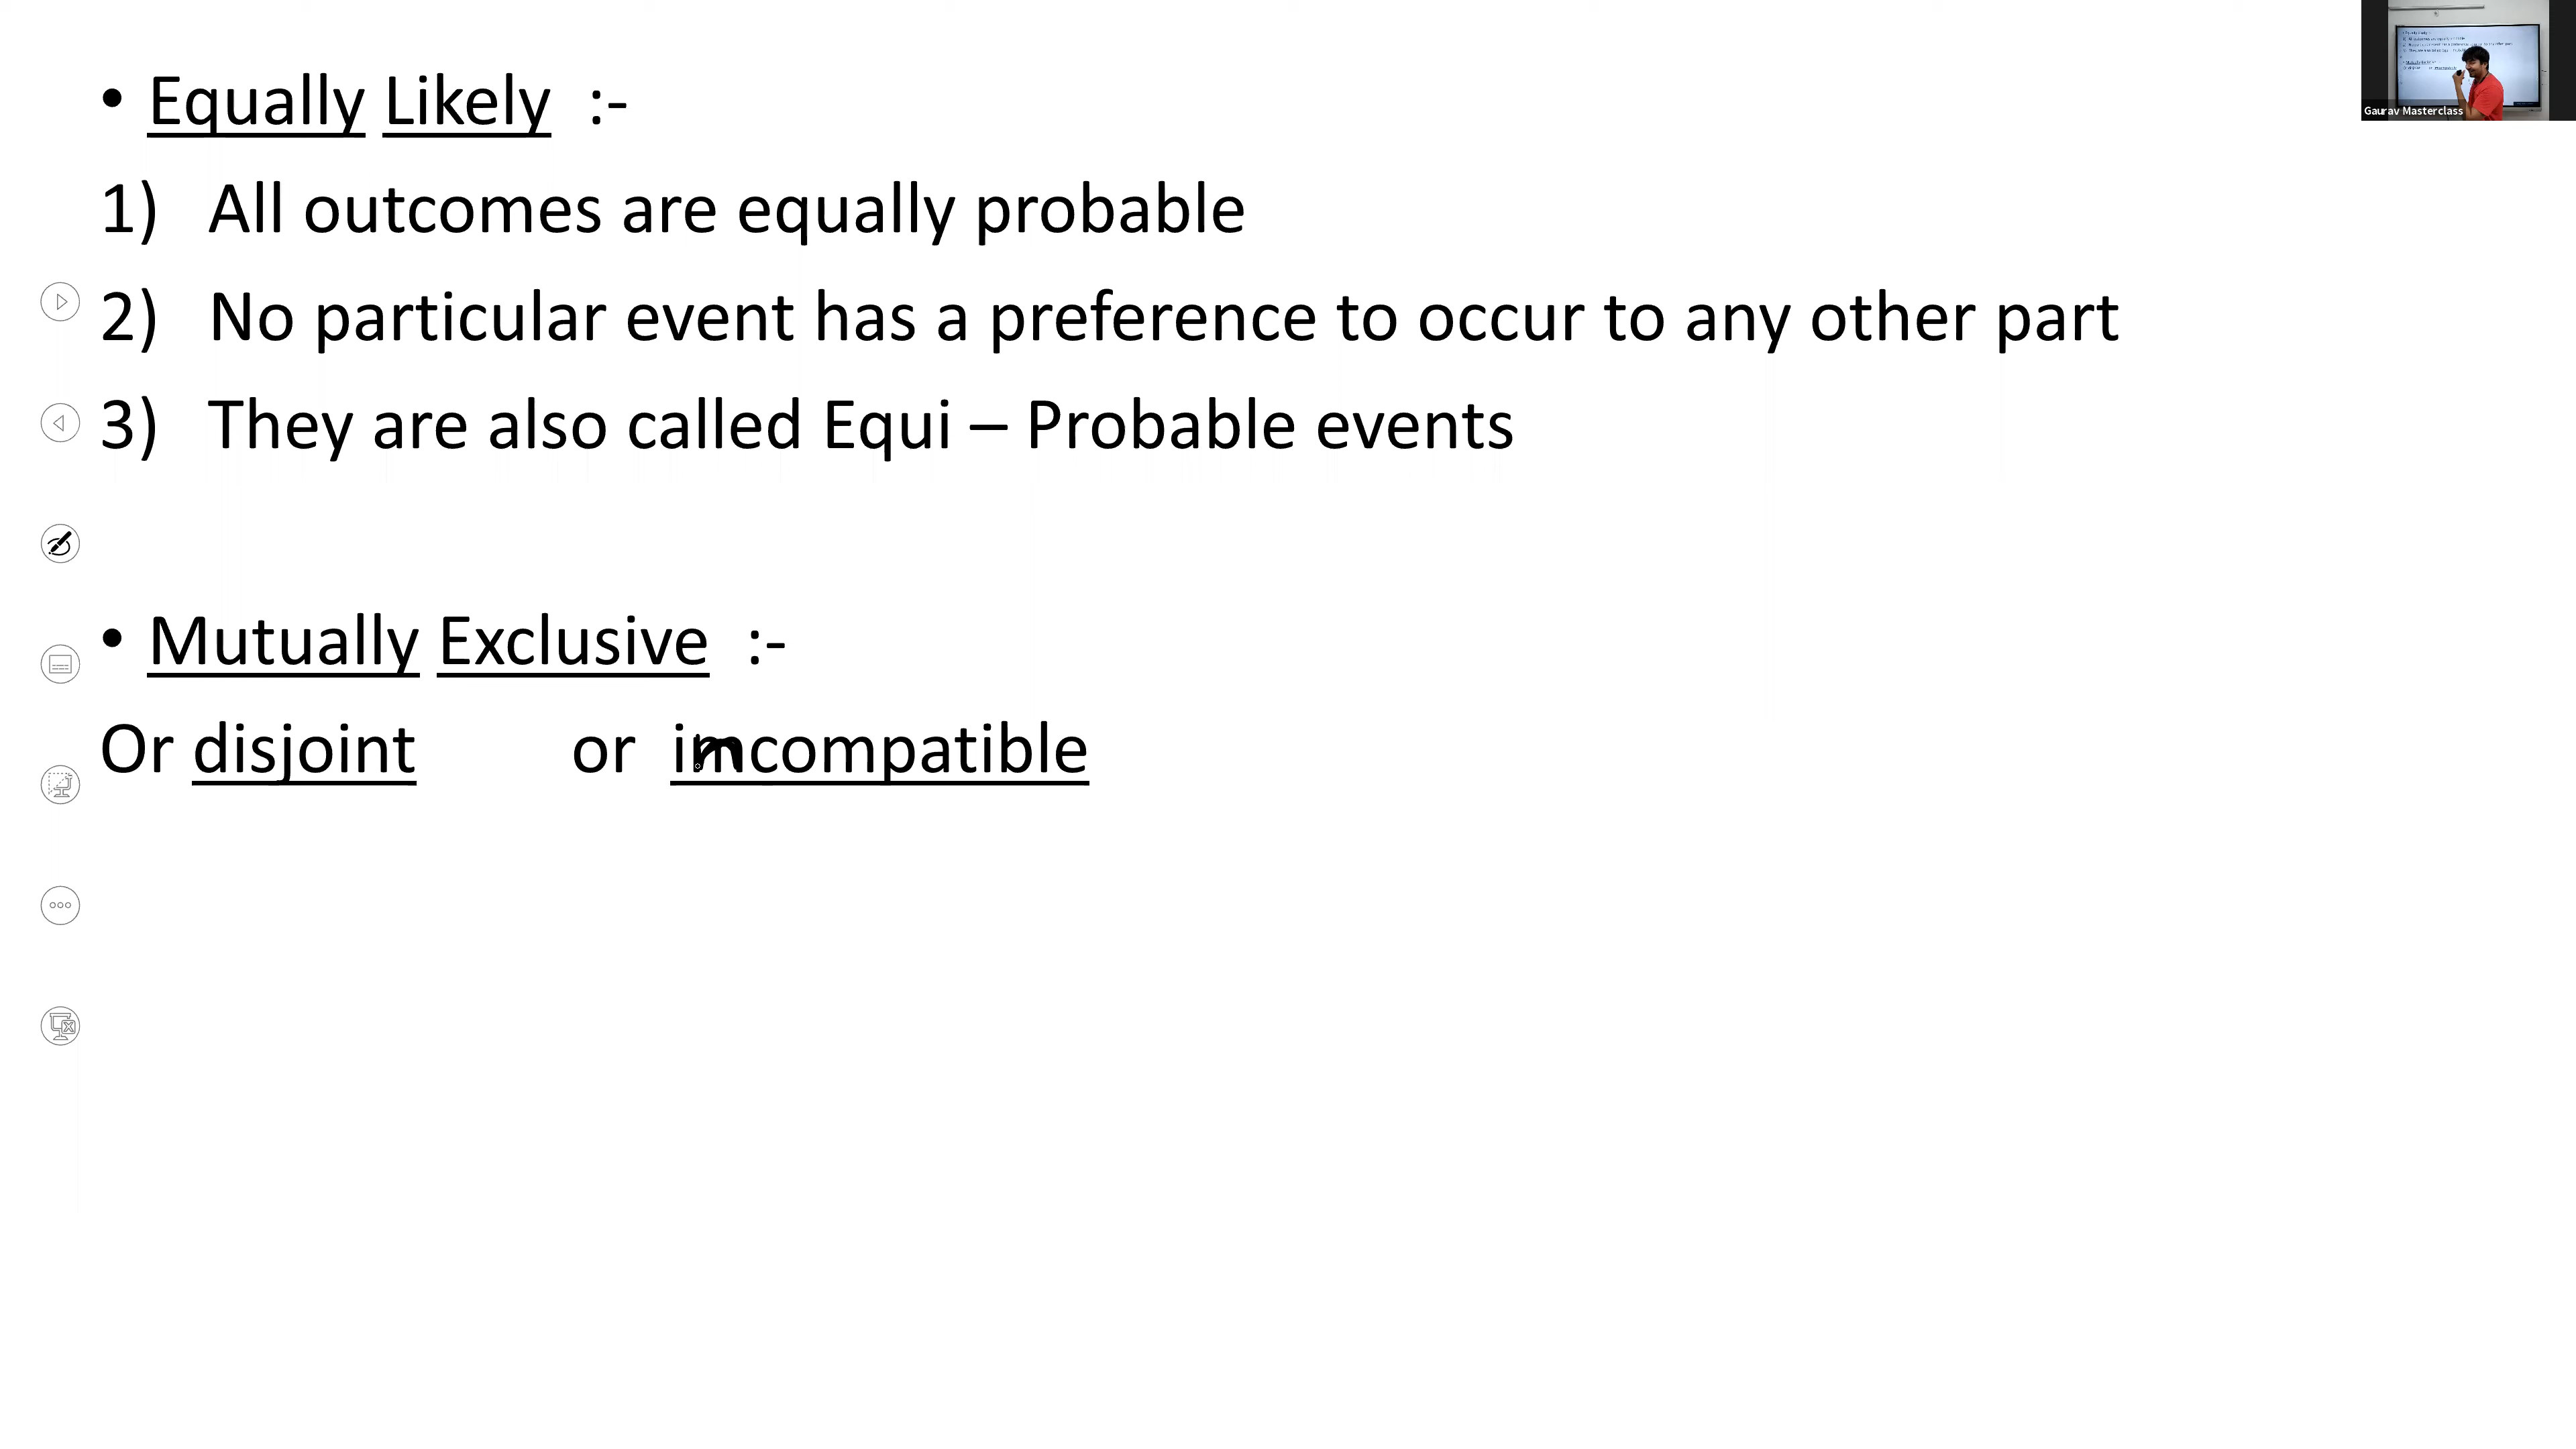 • Equally Likely :-
1) All outcomes are equally probable
2) No particular event has a preference to occur to any other part
3) They are also called Equi – Probable events
• Mutually Exclusive :-
Or disjoint or incompatible
Gaurav Masterclass